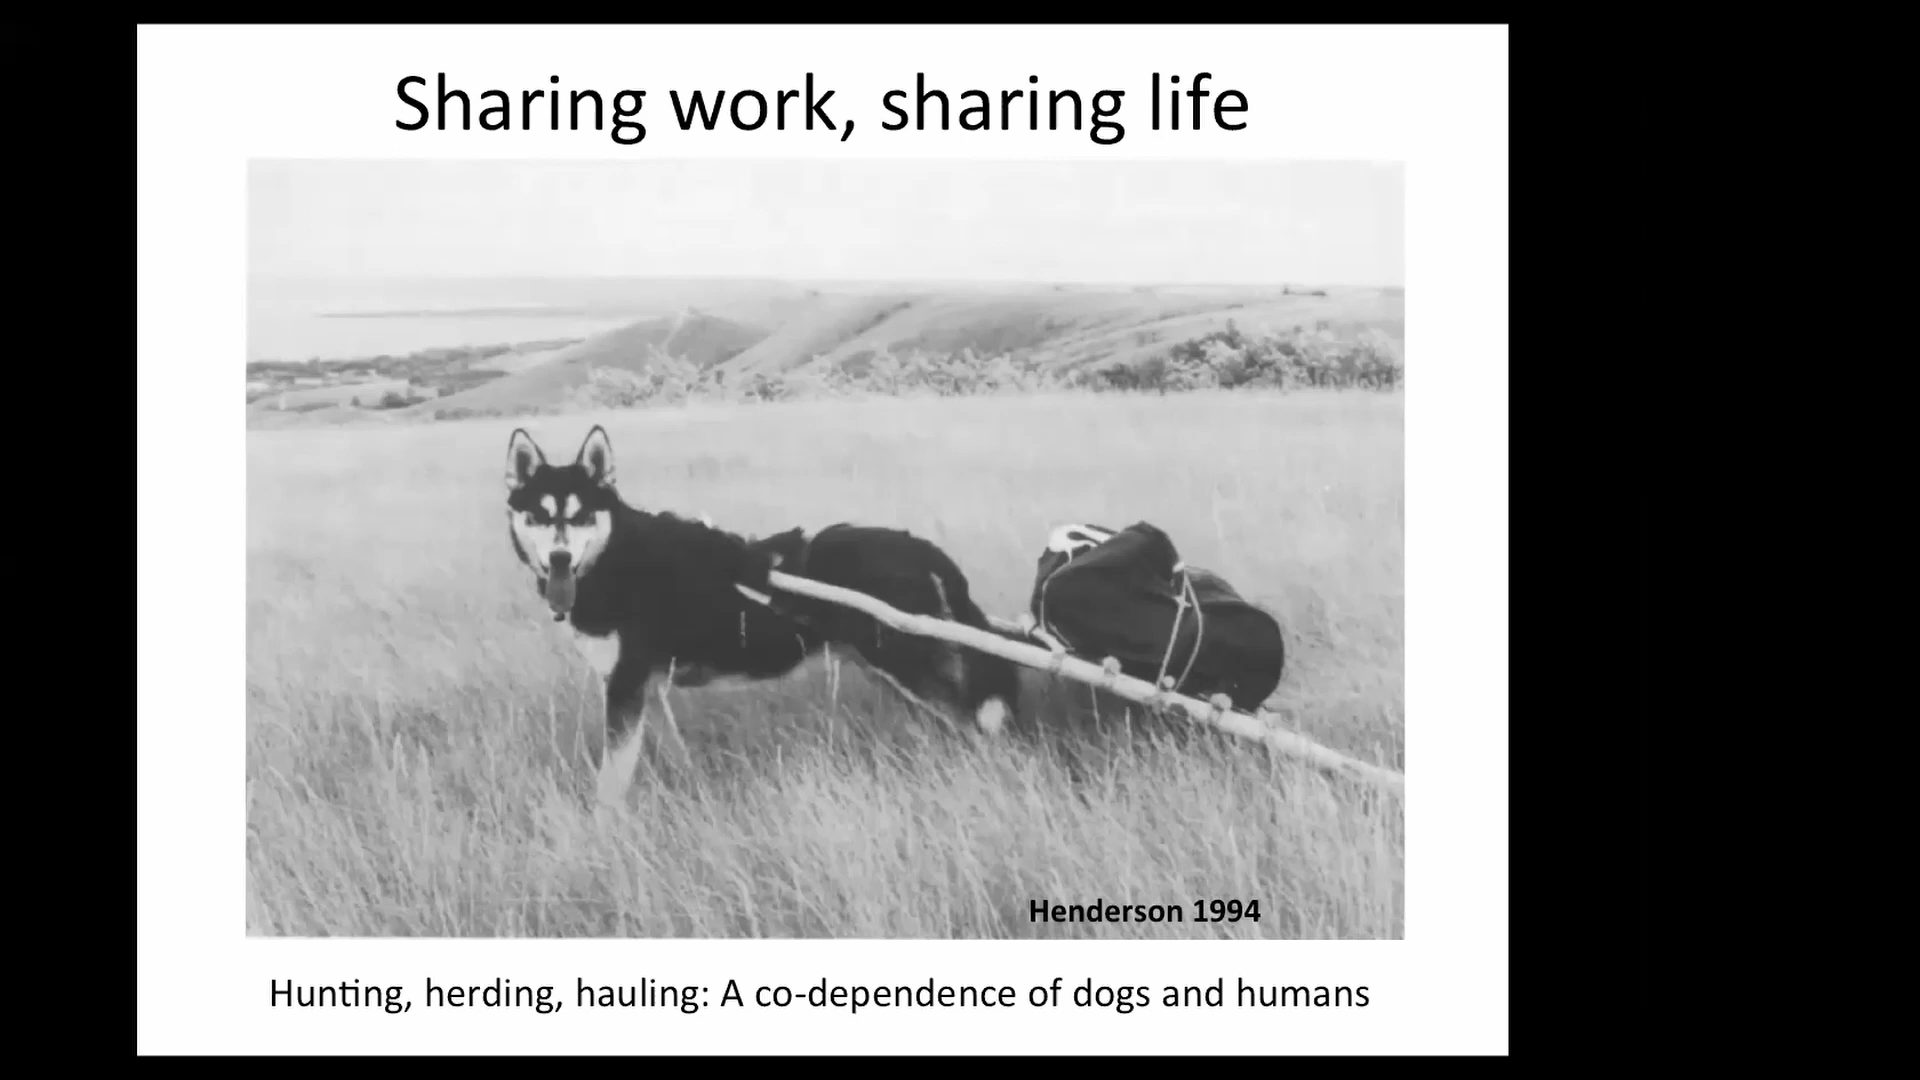 Sharing work, sharing life
Henderson 1994
Hunting, herding, hauling: A co-dependence of dogs and humans